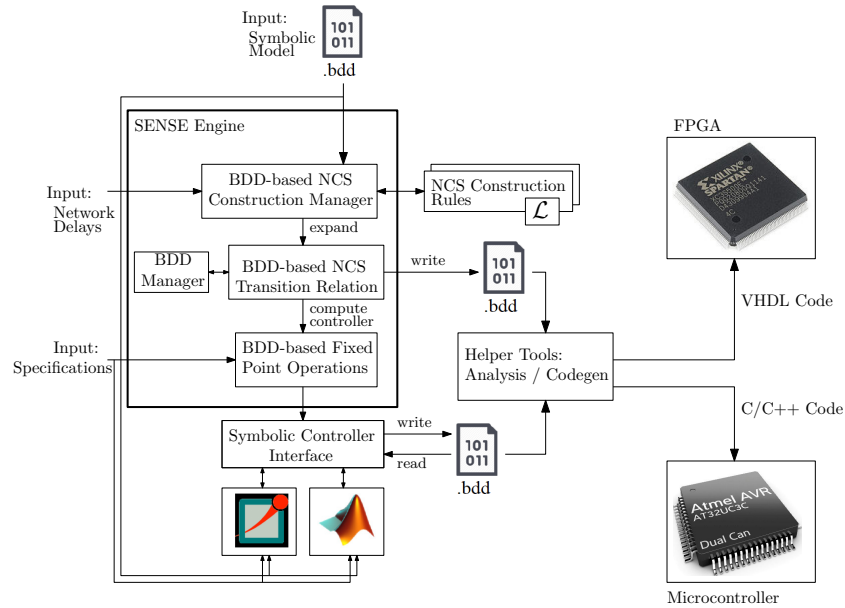 Input:
Symbolic
Model
101
011
.bdd
SENSE Engine
FPGA
BDD-based NCS
Construction Manager
NCS Construction
Rules
ℒ
Input:
Network
Delays
expand
XILINX®
SPARTAN™
4C
BDD
Manager
BDD-based NCS
Transition Relation
write
101
011
.bdd
VHDL Code
compute
controller
Input:
Specifications
BDD-based Fixed
Point Operations
Helper Tools:
Analysis / Codegen
C/C++ Code
Symbolic Controller
Interface
write
read
101
011
.bdd
Atmel AVR
AT32UC3C
Dual Can
Microcontroller